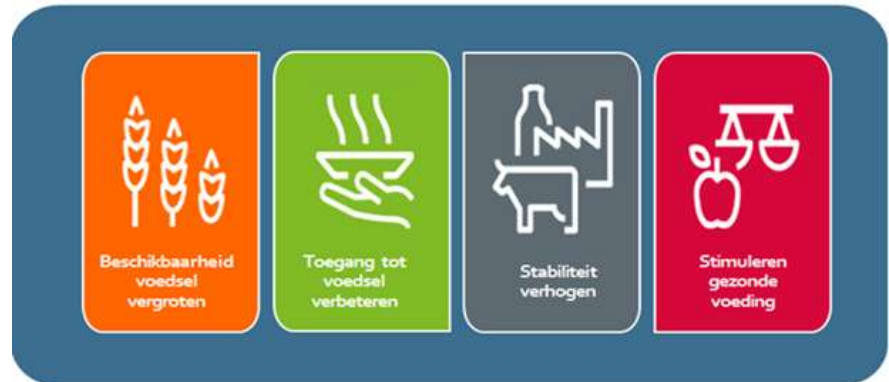 Beschikbaarheid
voedsel
vergroten
Toegang tot
voedsel
verbeteren
Stabiliteit
verhogen
Stimuleren
gezonde
voeding